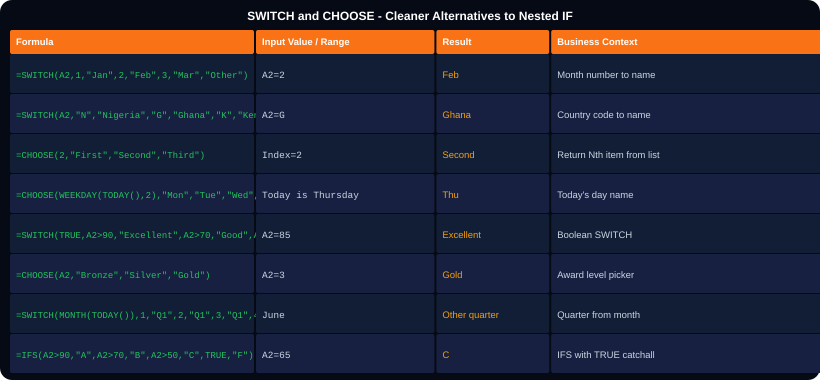 SWITCH and CHOOSE - Cleaner Alternatives to Nested IF
Formula Input Value / Range Result Business Context
=SWITCH(A2,1,"Jan",2,"Feb",3,"Mar","Other") A2=2 Feb Month number to name
=SWITCH(A2,"N","Nigeria","G","Ghana","K","Ke A2=G Ghana Country code to name
=CHOOSE(2,"First","Second","Third") Index=2 Second Return Nth item from list
=CHOOSE(WEEKDAY(TODAY(),2),"Mon","Tue","Wed", Today is Thursday Thu Today's day name
=SWITCH(TRUE,A2>90,"Excellent",A2>70,"Good", A2=85 Excellent Boolean SWITCH
=CHOOSE(A2,"Bronze","Silver","Gold") A2=3 Gold Award level picker
=SWITCH(MONTH(TODAY()),1,"Q1",2,"Q1",3,"Q1", June Other quarter Quarter from month
=IFS(A2>90,"A",A2>70,"B",A2>50,"C",TRUE,"F") A2=65 C IFS with TRUE catchall